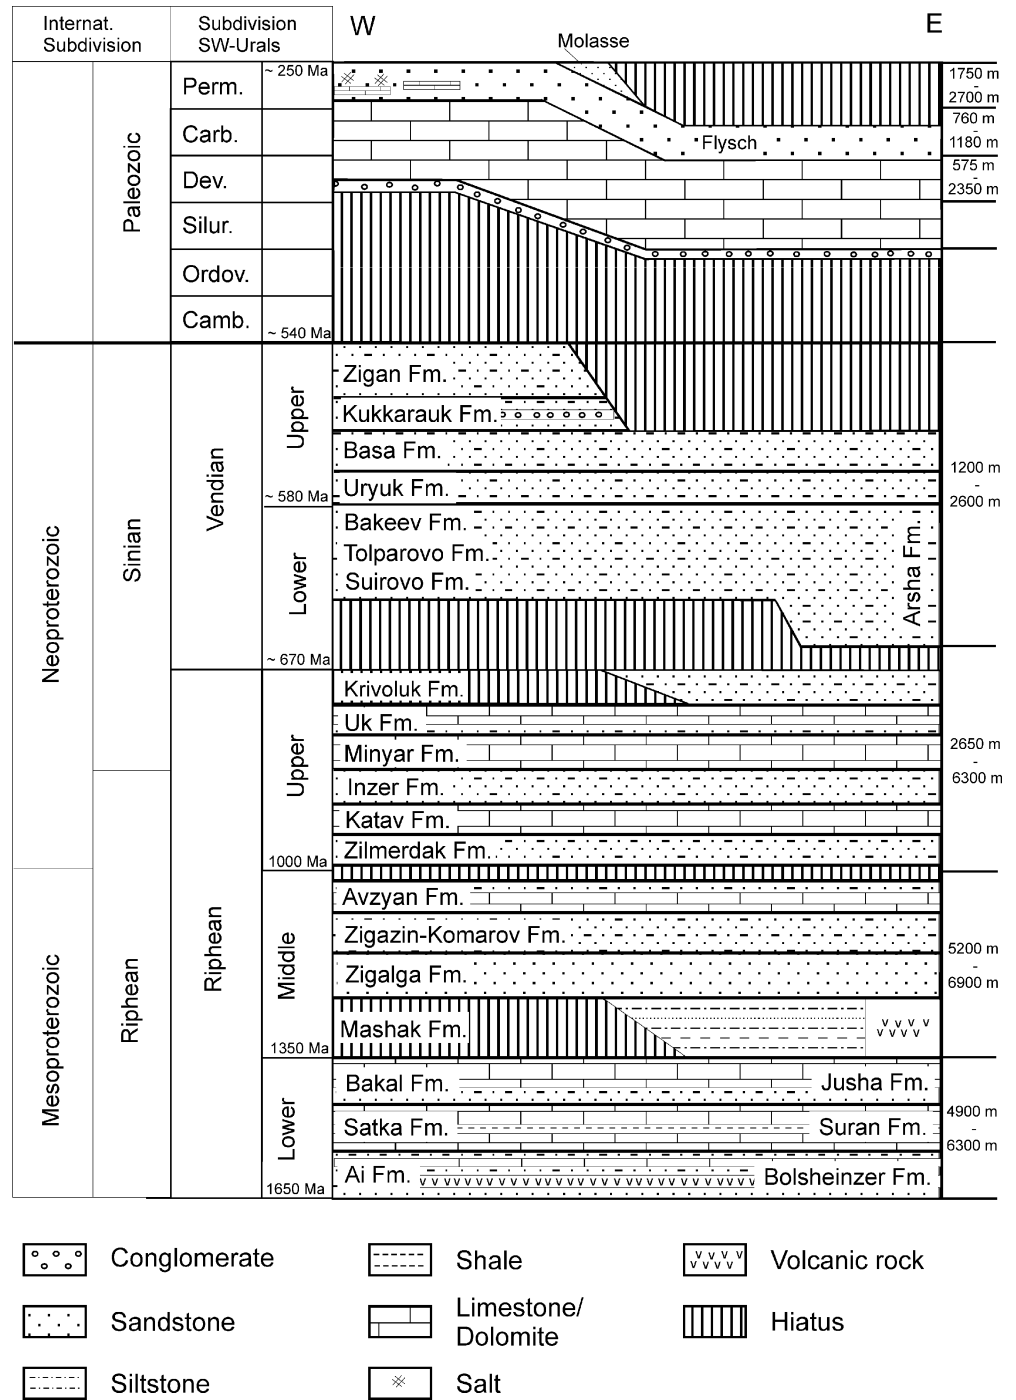 Internat.
Subdivision
Subdivision
SW-Urals
W
E
Molasse
Paleozoic
Perm.
~ 250 Ma
1750 m
-
2700 m
Carb.
Flysch
760 m
-
1180 m
Dev.
575 m
-
2350 m
Silur.
Ordov.
Camb.
~ 540 Ma
Neoproterozoic
Sinian
Vendian
Upper
Zigan Fm.
Kukkarauk Fm.
Basa Fm.
Uryuk Fm.
~ 580 Ma
1200 m
-
2600 m
Lower
Bakeev Fm.
Tolparovo Fm.
Suirovo Fm.
Arsha Fm.
~ 670 Ma
Riphean
Upper
Krivoluk Fm.
Uk Fm.
Minyar Fm.
Inzer Fm.
Katav Fm.
Zilmerdak Fm.
1000 Ma
2650 m
-
6300 m
Mesoproterozoic
Riphean
Middle
Avzyan Fm.
Zigazin-Komarov Fm.
Zigalga Fm.
Mashak Fm.
1350 Ma
5200 m
-
6900 m
Lower
Bakal Fm.
Jusha Fm.
Satka Fm.
Suran Fm.
Ai Fm.
Bolsheinzer Fm.
1650 Ma
4900 m
-
6300 m
Conglomerate
Shale
Volcanic rock
Sandstone
Limestone/
Dolomite
Hiatus
Siltstone
Salt